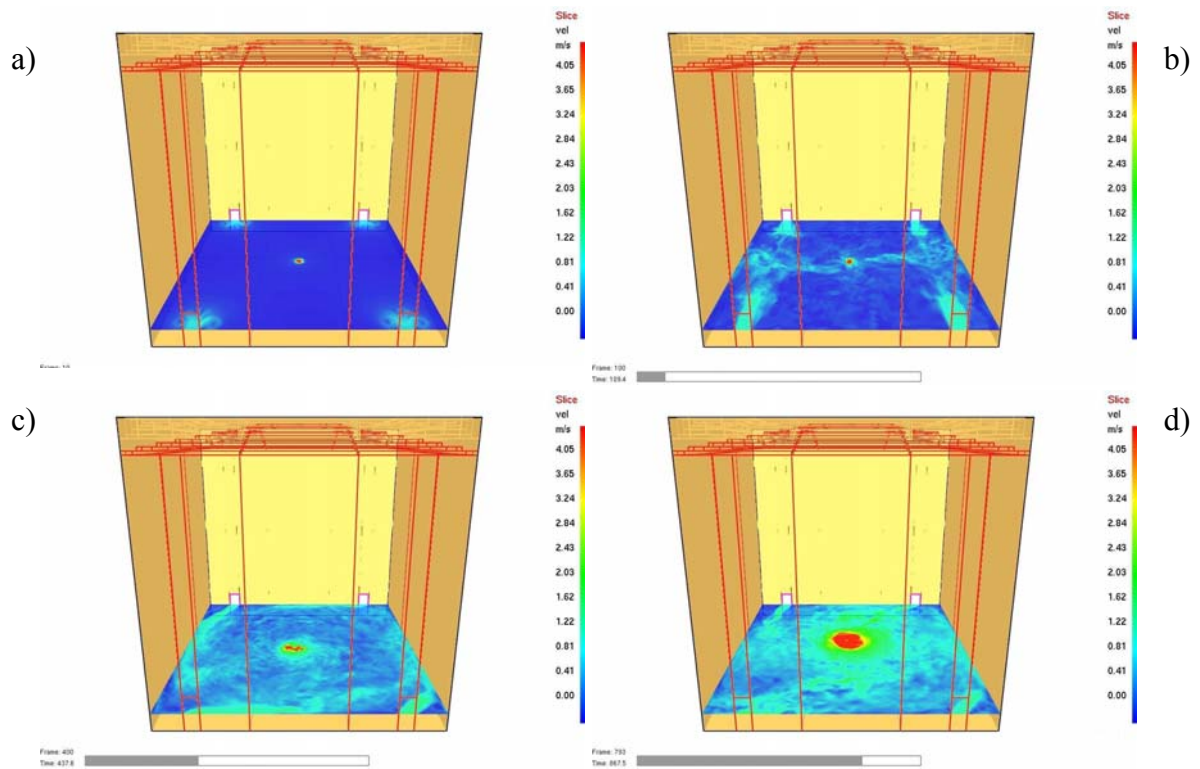 a)
Slice
vel
m/s
4.05
3.65
3.24
2.84
2.43
2.03
1.62
1.22
0.81
0.41
0.00
b)
Slice
vel
m/s
4.05
3.65
3.24
2.84
2.43
2.03
1.62
1.22
0.81
0.41
0.00
Frame: 10
Frame: 100
Time: 109.4
c)
Slice
vel
m/s
4.05
3.65
3.24
2.84
2.43
2.03
1.62
1.22
0.81
0.41
0.00
Frame: 400
Time: 437.8
d)
Slice
vel
m/s
4.05
3.65
3.24
2.84
2.43
2.03
1.62
1.22
0.81
0.41
0.00
Frame: 793
Time: 867.5